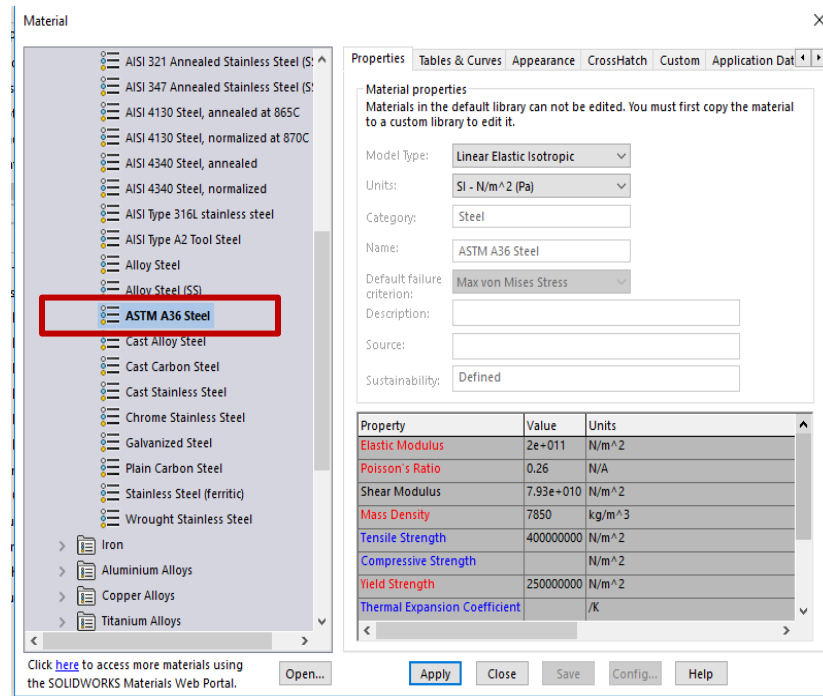 Material
AISI 321 Annealed Stainless Steel (S
AISI 347 Annealed Stainless Steel (S
AISI 4130 Steel, annealed at 865C
AISI 4130 Steel, normalized at 870C
AISI 4340 Steel, annealed
AISI 4340 Steel, normalized
AISI Type 316L stainless steel
AISI Type A2 Tool Steel
Alloy Steel
Alloy Steel (SS)
ASTM A36 Steel
Cast Alloy Steel
Cast Carbon Steel
Cast Stainless Steel
Chrome Stainless Steel
Galvanized Steel
Plain Carbon Steel
Stainless Steel (ferritic)
Wrought Stainless Steel
Iron
Aluminium Alloys
Copper Alloys
Titanium Alloys
Click here to access more materials using
the SOLIDWORKS Materials Web Portal.
Open...
Properties Tables & Curves Appearance CrossHatch Custom Application Dat
Material properties
Materials in the default library can not be edited. You must first copy the material
to a custom library to edit it.
Model Type: Linear Elastic Isotropic
Units: SI - N/m^2 (Pa)
Category: Steel
Name: ASTM A36 Steel
Default failure
criterion: Max von Mises Stress
Description:
Source:
Sustainability: Defined
Property Value Units
Elastic Modulus 2e+011 N/m^2
Poisson's Ratio 0.26 N/A
Shear Modulus 7.93e+010 N/m^2
Mass Density 7850 kg/m^3
Tensile Strength 400000000 N/m^2
Compressive Strength N/m^2
Yield Strength 250000000 N/m^2
Thermal Expansion Coefficient /K
Apply Close Save Config... Help